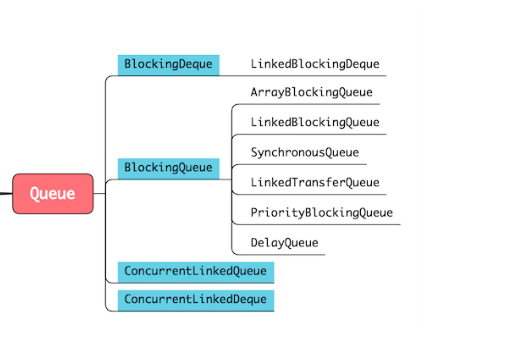 Queue
BlockingDeque
LinkedBlockingDeque
BlockingQueue
ArrayBlockingQueue
LinkedBlockingQueue
SynchronousQueue
LinkedTransferQueue
PriorityBlockingQueue
DelayQueue
ConcurrentLinkedQueue
ConcurrentLinkedDeque